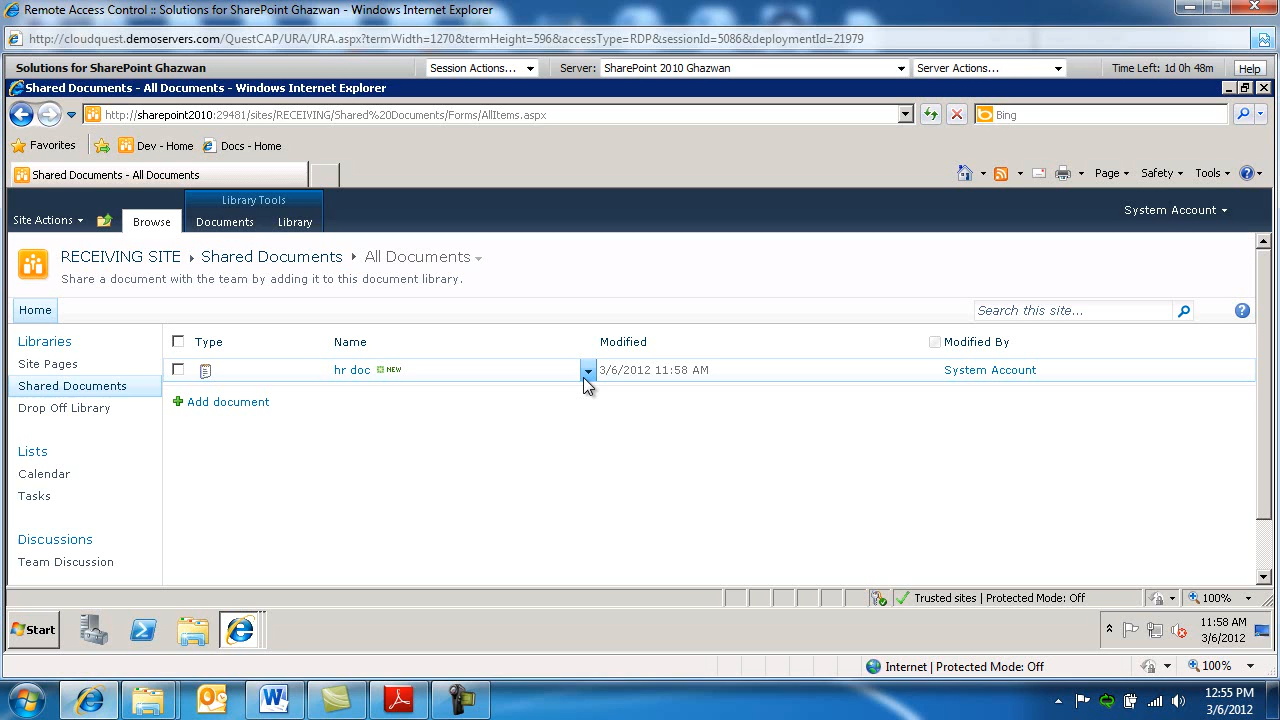 Remote Access Control :: Solutions for SharePoint Ghazwan - Windows Internet Explorer
http://cloudquest.demoservers.com/QuestCAP/URA/URA.aspx?termWidth=1270&termHeight=596&accessType=RDP&sessionId=5086&deploymentId=21979
Solutions for SharePoint Ghazwan Session Actions... Server: SharePoint 2010 Ghazwan Server Actions... Time Left: 1d 0h 48m Help
Shared Documents - All Documents - Windows Internet Explorer
http://sharepoint2010:29481/sites/RECEIVING/Shared%20Documents/Forms/AllItems.aspx Bing
Favorites Dev - Home Docs - Home
Shared Documents - All Documents Page Safety Tools
Library Tools
Site Actions Browse Documents Library System Account
RECEIVING SITE Shared Documents All Documents
Share a document with the team by adding it to this document library.
Home Search this site...
Libraries Type Name Modified Modified By
Site Pages
hr doc NEW 3/6/2012 11:58 AM System Account
Shared Documents
Add document
Drop Off Library
Lists
Calendar
Tasks
Discussions
Team Discussion
Trusted sites | Protected Mode: Off 100%
Start 11:58 AM
3/6/2012
Internet | Protected Mode: Off 100%
12:55 PM
3/6/2012